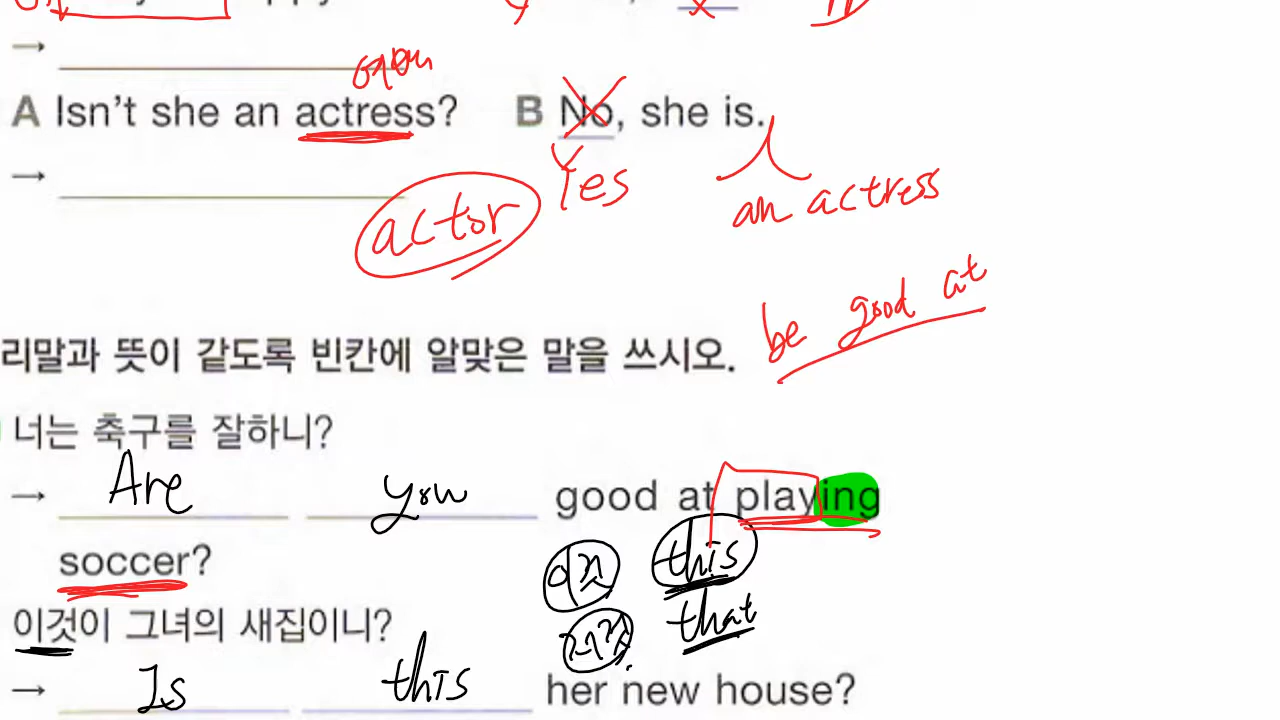 →
여배우
A Isn't she an actress? B No, she is.
→
actor Yes an actress
be good at
리말과 뜻이 같도록 빈칸에 알맞은 말을 쓰시오.
너는 축구를 잘하니?
→ Are you good at playing
soccer?
이것 this
이것이 그녀의 새집이니?
저것 that
→ Is this her new house?